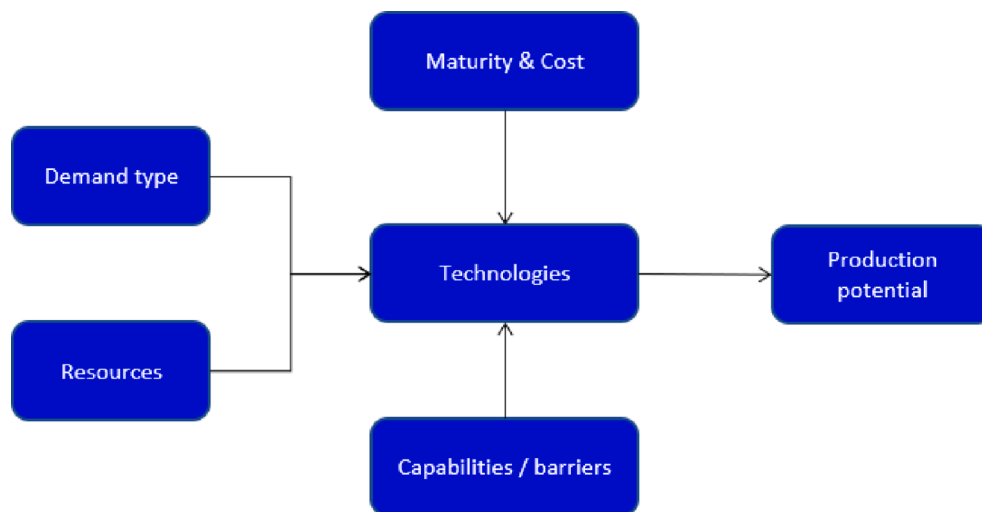 Maturity & Cost
Demand type
Technologies
Production
potential
Resources
Capabilities / barriers